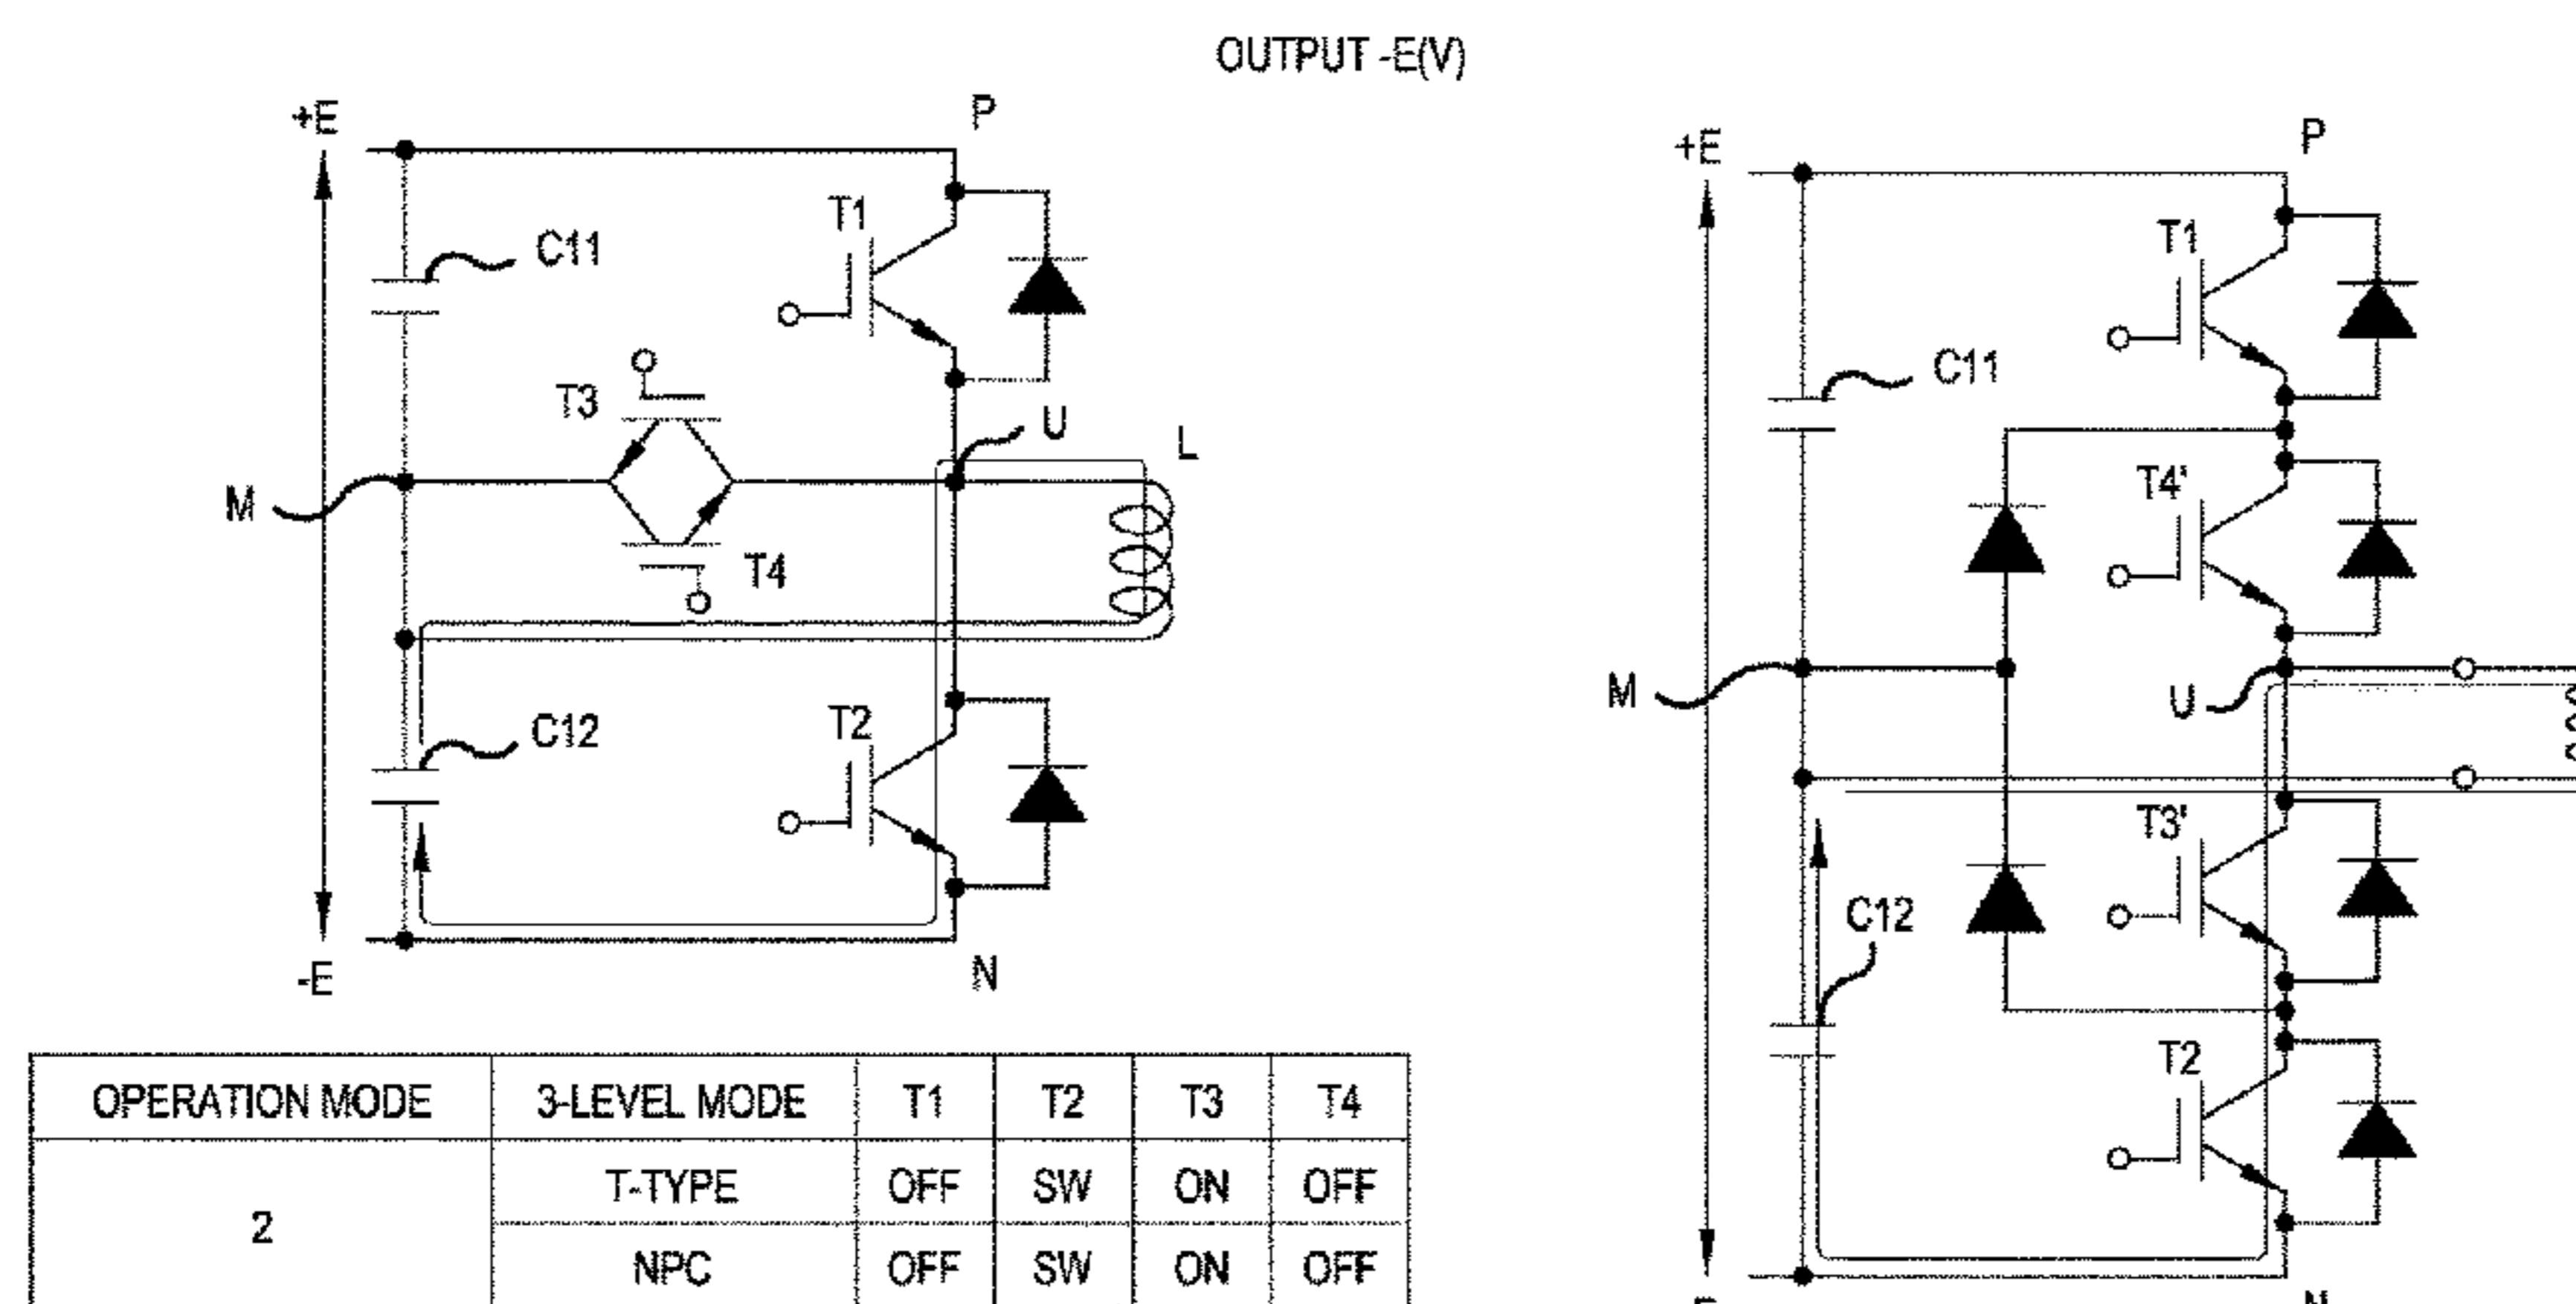 OUTPUT -E(V)
+E
P
T1
C11
T3
U
L
M
T4
T2
C12
-E
N
+E
P
T1
C11
T4'
M
U
T3'
C12
T2
OPERATION MODE 3-LEVEL MODE T1 T2 T3 T4
2
T-TYPE OFF SW ON OFF
NPC OFF SW ON OFF